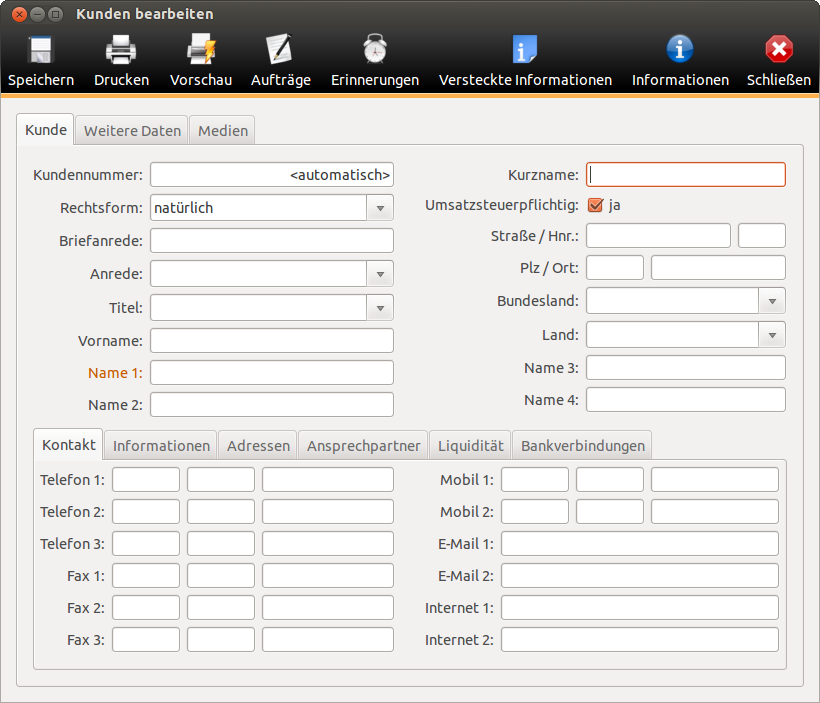 Kunden bearbeiten
Speichern Drucken Vorschau Aufträge Erinnerungen Versteckte Informationen Informationen Schließen
Kunde Weitere Daten Medien
Kundennummer: <automatisch>
Rechtsform: natürlich
Briefanrede:
Anrede:
Titel:
Vorname:
Name 1:
Name 2:
Kurzname:
Umsatzsteuerpflichtig: ja
Straße / Hnr.:
Plz / Ort:
Bundesland:
Land:
Name 3:
Name 4:
Kontakt Informationen Adressen Ansprechpartner Liquidität Bankverbindungen
Telefon 1:
Telefon 2:
Telefon 3:
Fax 1:
Fax 2:
Fax 3:
Mobil 1:
Mobil 2:
E-Mail 1:
E-Mail 2:
Internet 1:
Internet 2: